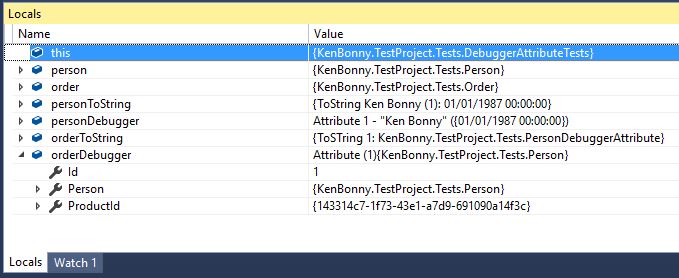 Locals
Name Value
this {KenBonny.TestProject.Tests.DebuggerAttributeTests}
person {KenBonny.TestProject.Tests.Person}
order {KenBonny.TestProject.Tests.Order}
personToString {ToString Ken Bonny (1): 01/01/1987 00:00:00}
personDebugger Attribute 1 - "Ken Bonny" ({01/01/1987 00:00:00})
orderToString {ToSTring 1: KenBonny.TestProject.Tests.PersonDebuggerAttribute}
orderDebugger Attribute (1){KenBonny.TestProject.Tests.Person}
Id 1
Person {KenBonny.TestProject.Tests.Person}
ProductId {143314c7-1f73-43e1-a7d9-691090a14f3c}
Locals Watch 1